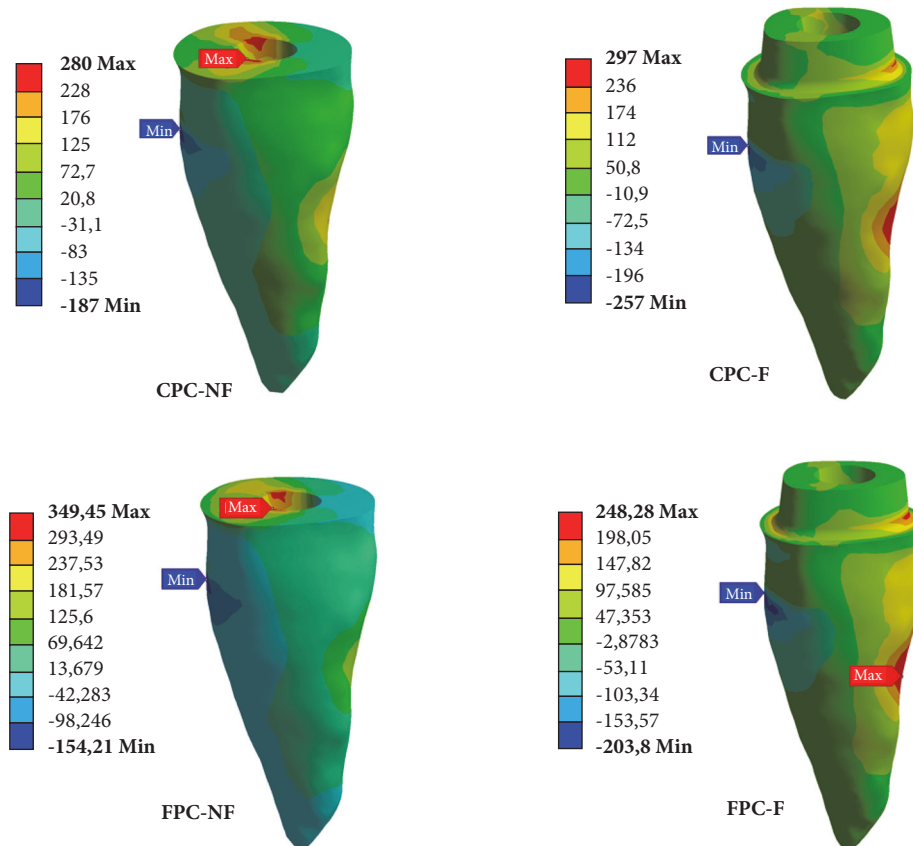 280 Max
228
176
125
72,7
20,8
-31,1
-83
-135
-187 Min
Max
Min
CPC-NF
297 Max
236
174
112
50,8
-10,9
-72,5
-134
-196
-257 Min
Min
CPC-F
349,45 Max
293,49
237,53
181,57
125,6
69,642
13,679
-42,283
-98,246
-154,21 Min
Max
Min
FPC-NF
248,28 Max
198,05
147,82
97,585
47,353
-2,8783
-53,11
-103,34
-153,57
-203,8 Min
Min
Max
FPC-F